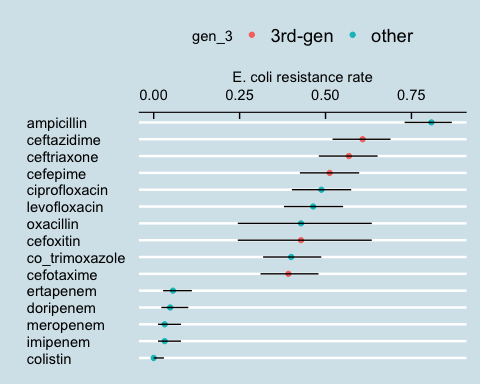 gen_3 3rd-gen other
E. coli resistance rate
0.00 0.25 0.50 0.75
ampicillin
ceftazidime
ceftriaxone
cefepime
ciprofloxacin
levofloxacin
oxacillin
cefoxitin
co_trimoxazole
cefotaxime
ertapenem
doripenem
meropenem
imipenem
colistin